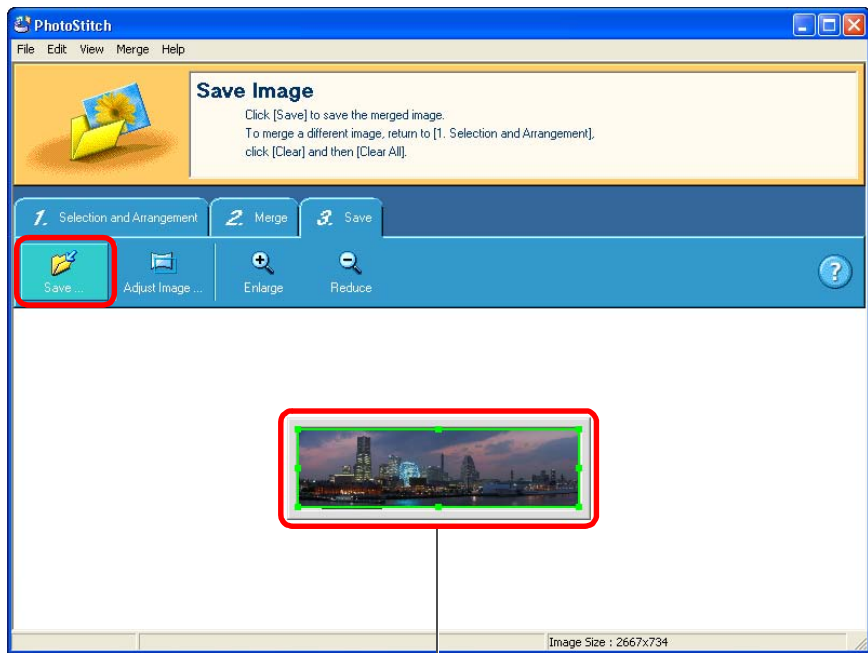 PhotoStitch
File Edit View Merge Help
Save Image
Click [Save] to save the merged image.
To merge a different image, return to [1. Selection and Arrangement],
click [Clear] and then [Clear All].
1. Selection and Arrangement 2. Merge 3. Save
Save ... Adjust Image ... Enlarge Reduce ?
Image Size : 2667x734